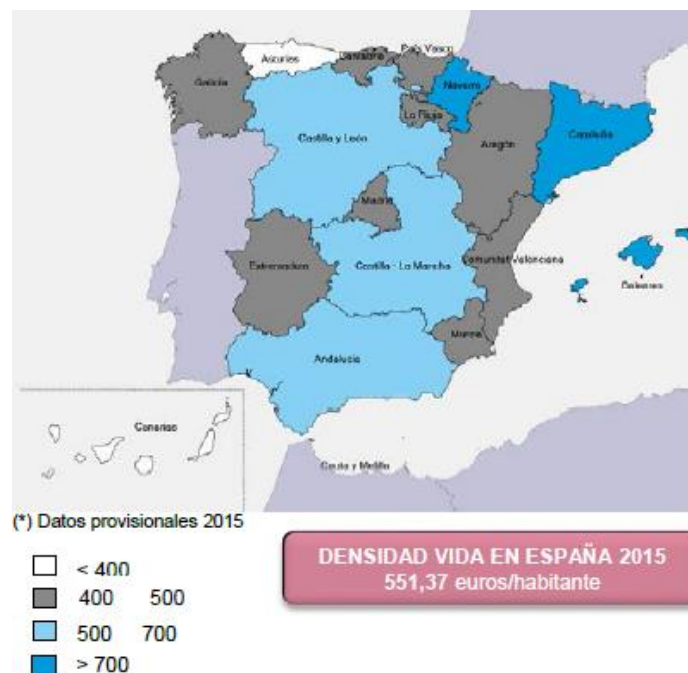 Asturias
Cantabria
País Vasco
Galicia
Navarra
La Rioja
Castilla y León
Aragón
Cataluña
Madrid
Extremadura
Castilla - La Mancha
Comunitat Valenciana
Baleares
Murcia
Andalucía
Canarias
Ceuta y Melilla
(*) Datos provisionales 2015
DENSIDAD VIDA EN ESPAÑA 2015
551,37 euros/habitante
< 400
400 500
500 700
> 700